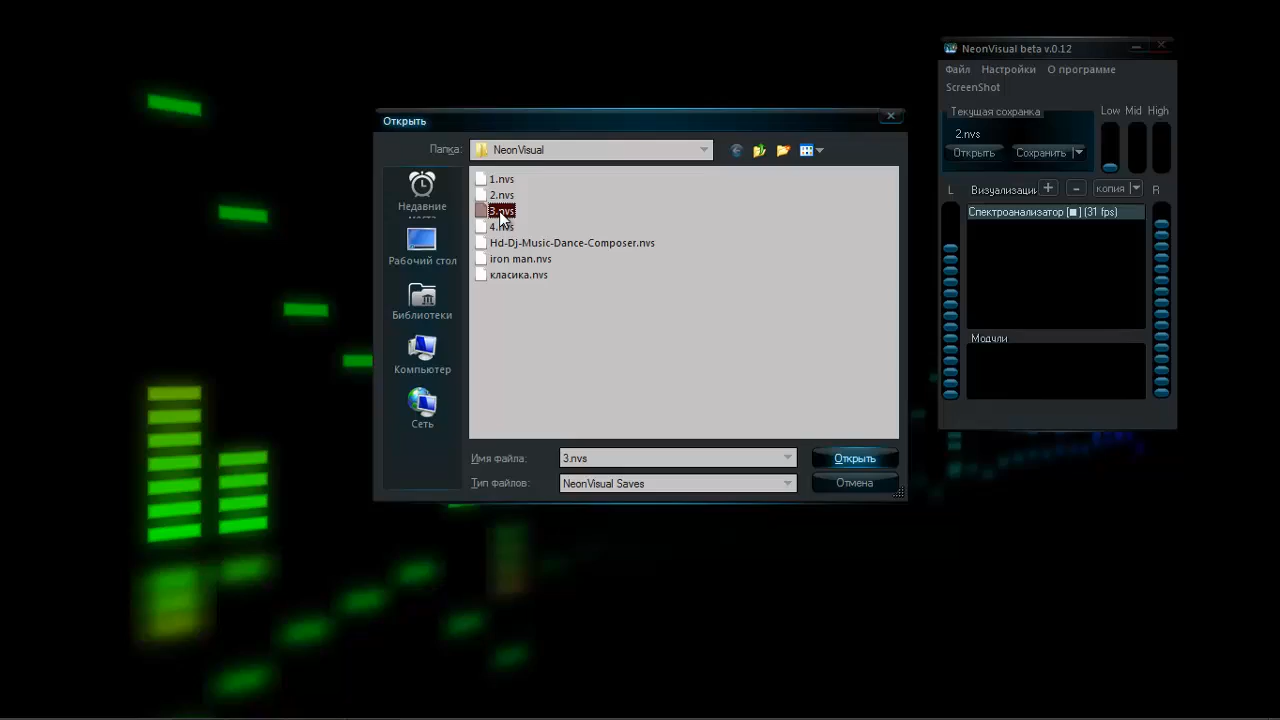 NeonVisual beta v.0.12
Файл Настройки О программе
ScreenShot
Текущая сохранка
2.nvs
Открыть Сохранить
Low Mid High
L Визуализации + - копия R
Спектроанализатор [■] (31 fps)
Модули
Открыть
Папка: NeonVisual
Недавние
Рабочий стол
Библиотеки
Компьютер
Сеть
1.nvs
2.nvs
3.nvs
4.nvs
Hd-Dj-Music-Dance-Composer.nvs
iron man.nvs
класика.nvs
Имя файла: 3.nvs Открыть
Тип файлов: NeonVisual Saves Отмена